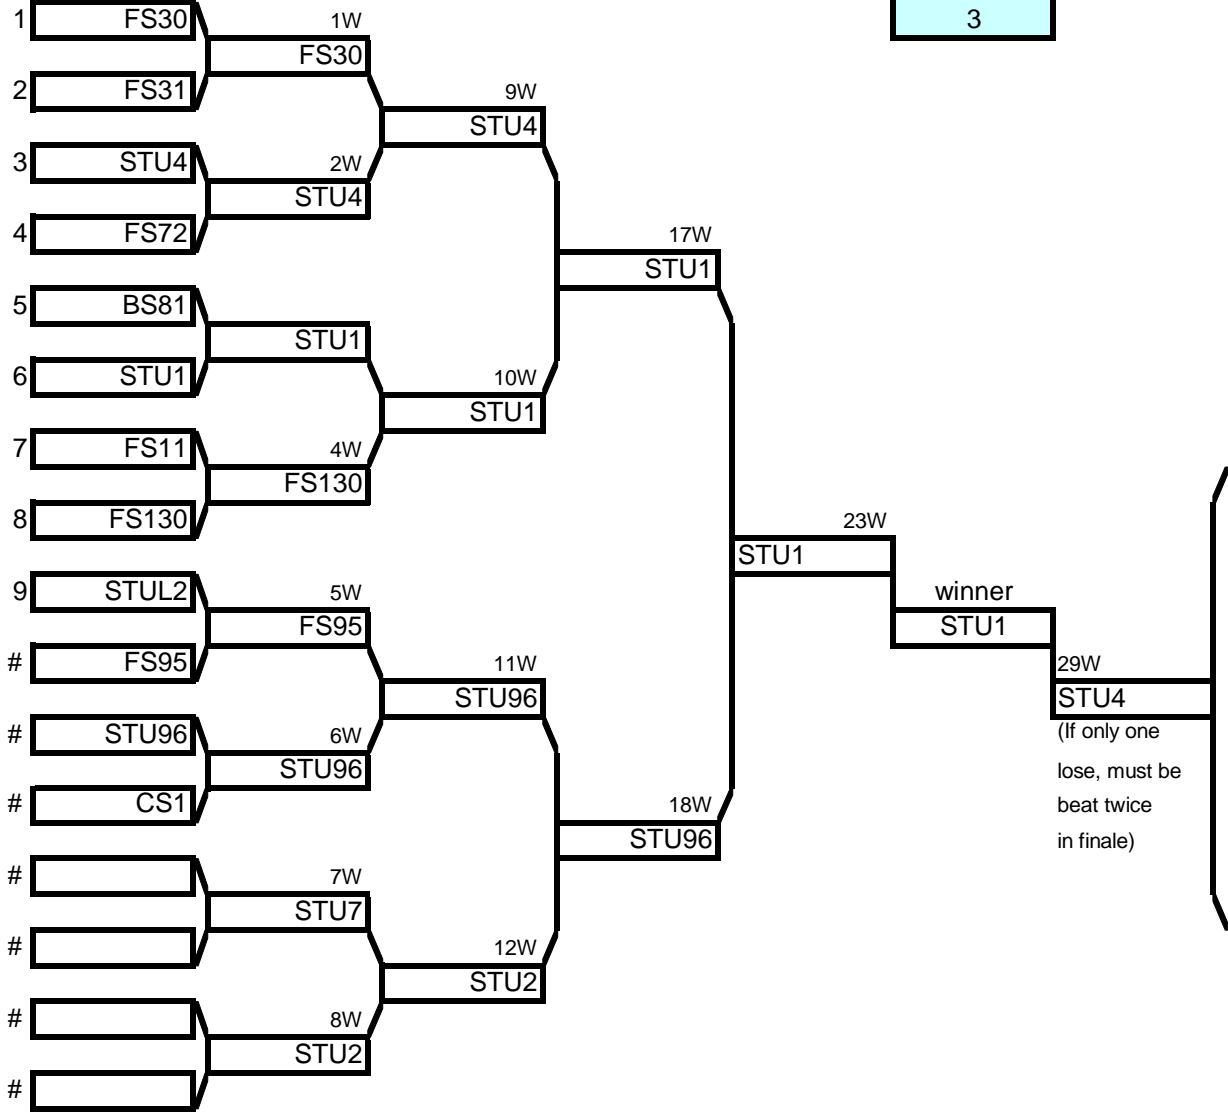 1 FS30
1W
3
FS30
2 FS31
9W
STU4
3 STU4
2W
STU4
4 FS72
17W
STU1
5 BS81
STU1
6 STU1
10W
STU1
7 FS11
4W
FS130
8 FS130
23W
STU1
9 STUL2
5W
winner
FS95
STU1
# FS95
11W
29W
STU96
STU4
# STUL96
6W
(If only one
STU96
lose, must be
# CS1
18W
beat twice
STU96
in finale)
#
7W
STU7
#
12W
STU2
#
8W
STU2
#